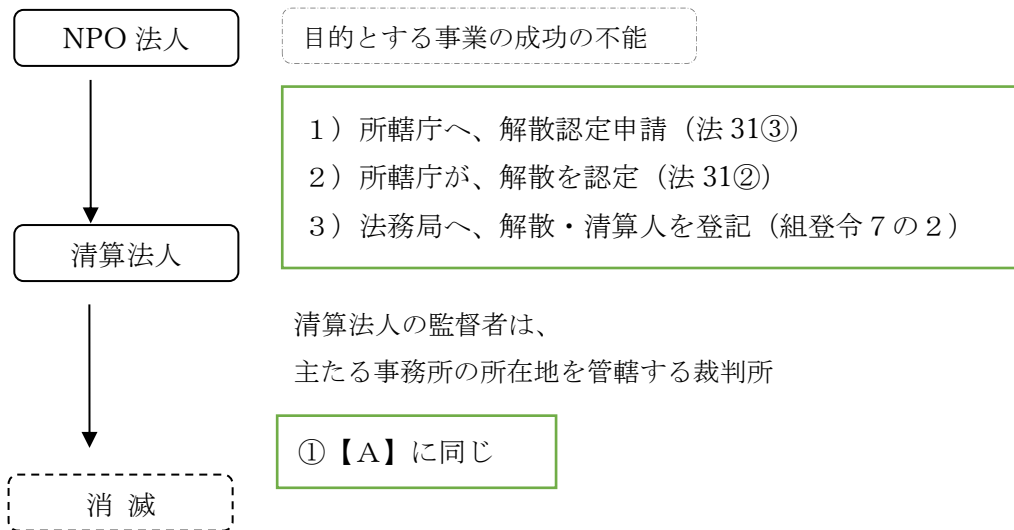 NPO 法人
目的とする事業の成功の不能
１）所轄庁へ、解散認定申請（法 31③）
２）所轄庁が、解散を認定（法 31②）
３）法務局へ、解散・清算人を登記（組登令７の２）
清算法人
清算法人の監督者は、
主たる事務所の所在地を管轄する裁判所
①【Ａ】に同じ
消 滅